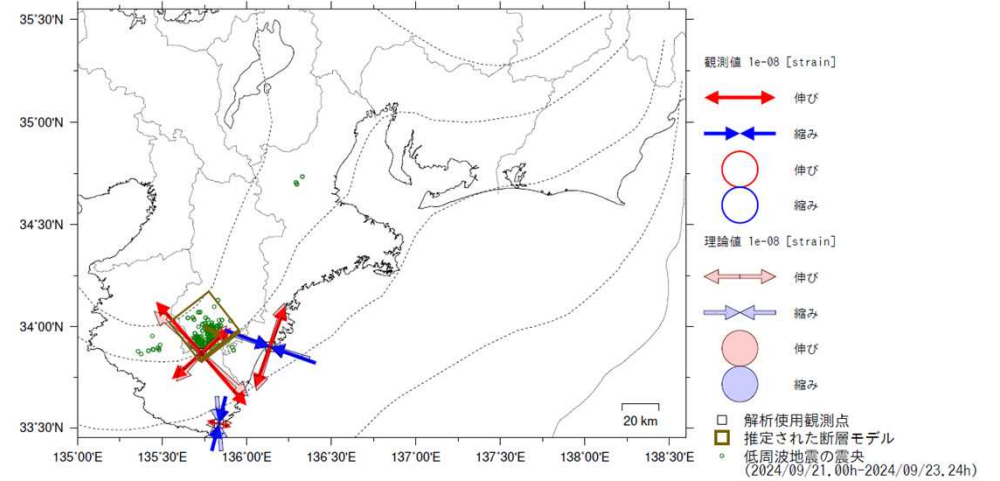 35°30'N
35°00'N
34°30'N
34°00'N
33°30'N
135°00'E 135°30'E 136°00'E 136°30'E 137°00'E 137°30'E 138°00'E 138°30'E
20 km
観測値 1e-08 [strain]
伸び
縮み
伸び
縮み
理論値 1e-08 [strain]
伸び
縮み
伸び
縮み
解析使用観測点
推定された断層モデル
低周波地震の震央
(2024/09/21.00h-2024/09/23.24h)